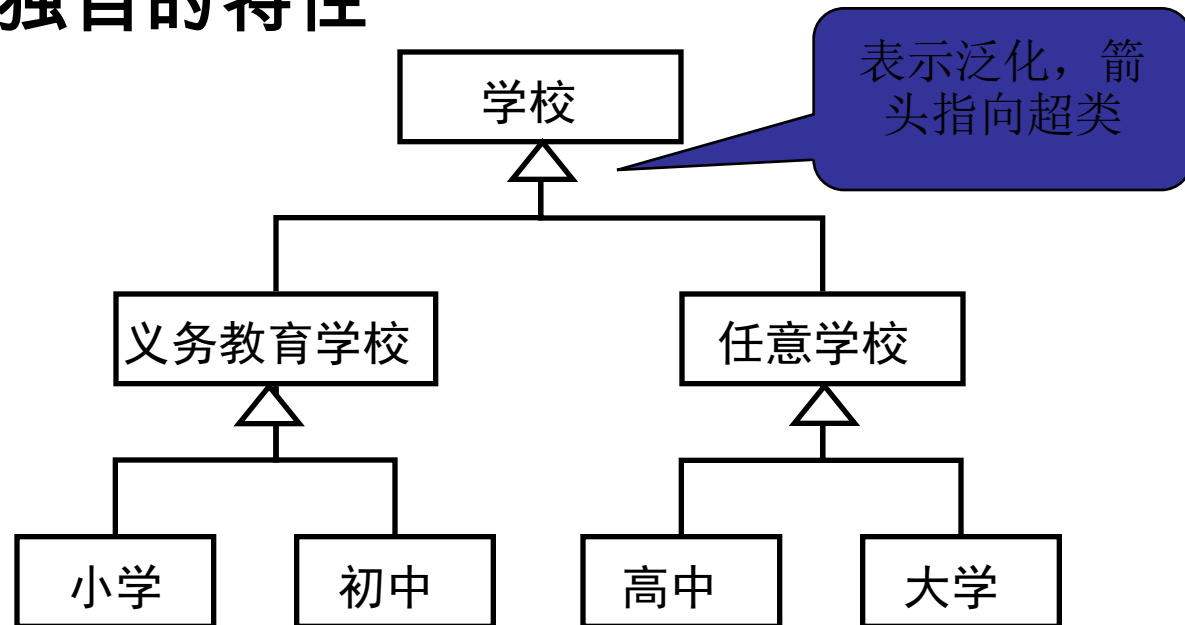 独自的特性
表示泛化，箭
头指向超类
学校
义务教育学校
任意学校
小学
初中
高中
大学